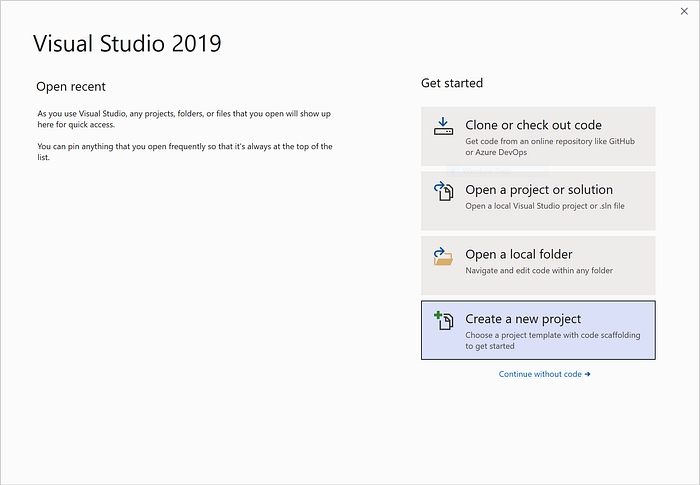 Visual Studio 2019
Open recent
As you use Visual Studio, any projects, folders, or files that you open will show up
here for quick access.
You can pin anything that you open frequently so that it's always at the top of the
list.
Get started
Clone or check out code
Get code from an online repository like GitHub
or Azure DevOps
Open a project or solution
Open a local Visual Studio project or .sln file
Open a local folder
Navigate and edit code within any folder
Create a new project
Choose a project template with code scaffolding
to get started
Continue without code →